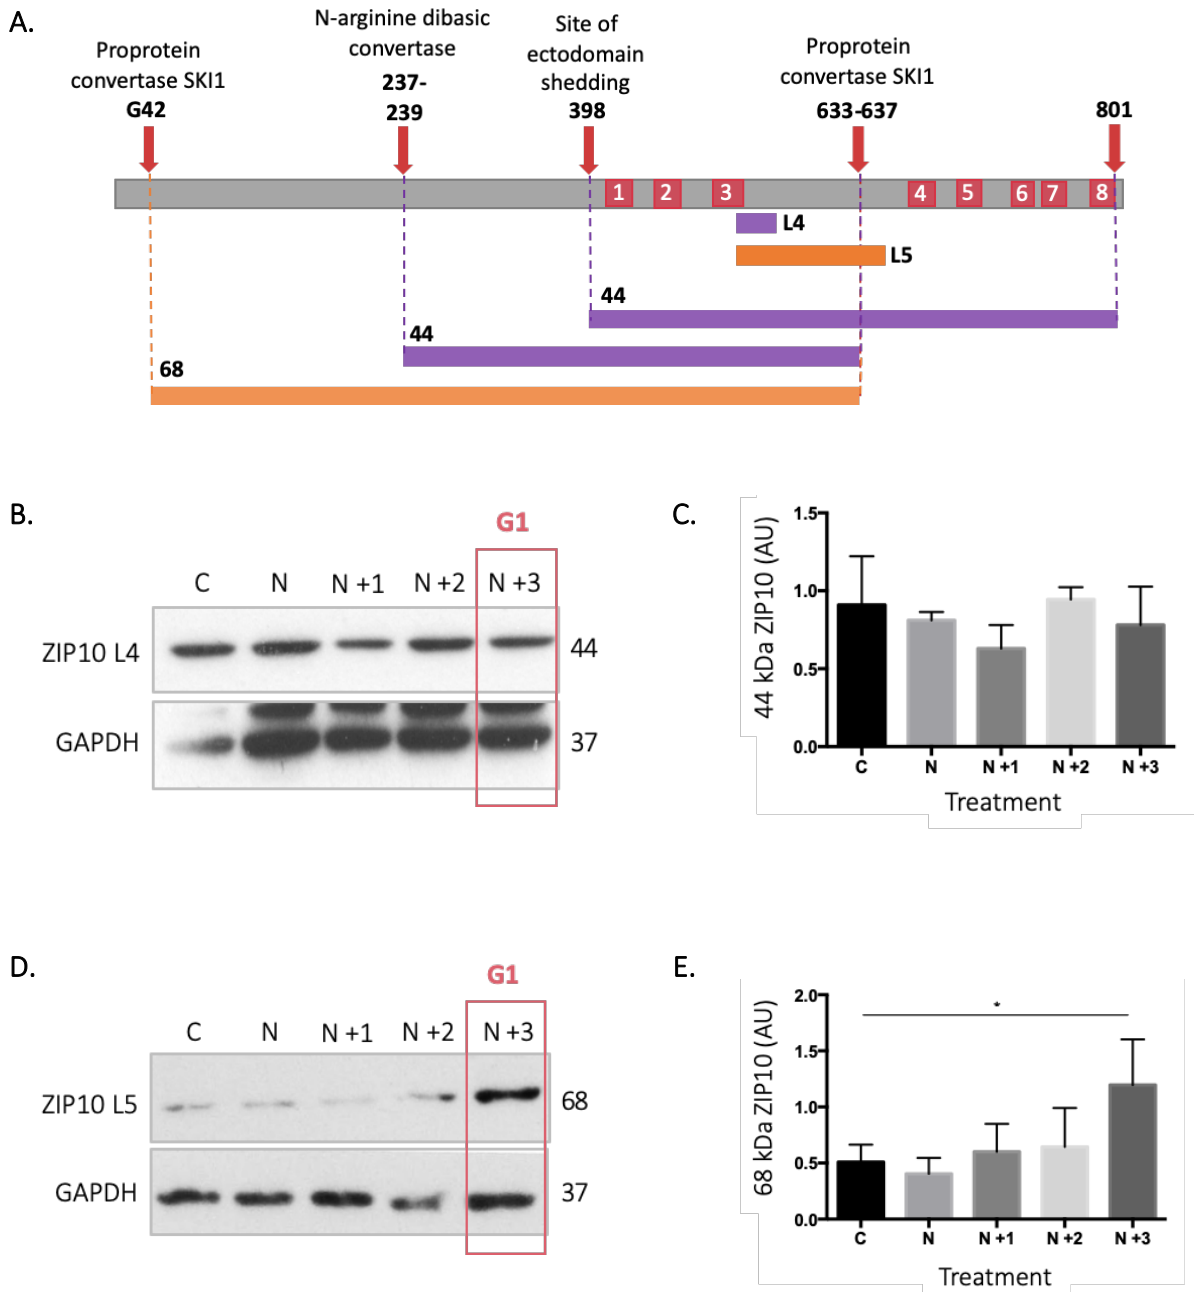 A.
Proprotein
convertase SKI1
G42
N-arginine dibasic
convertase
237-
239
Site of
ectodomain
shedding
398
Proprotein
convertase SKI1
633-637
801
1 2 3 4 5 6 7 8
L4
L5
44
44
68
B.
G1
C N N +1 N +2 N +3
ZIP10 L4 44
GAPDH 37
C.
44 kDa ZIP10 (AU)
1.5
1.0
0.5
0.0
C N N +1 N +2 N +3
Treatment
D.
G1
C N N +1 N +2 N +3
ZIP10 L5 68
GAPDH 37
E.
68 kDa ZIP10 (AU)
2.0
*
1.5
1.0
0.5
0.0
C N N +1 N +2 N +3
Treatment